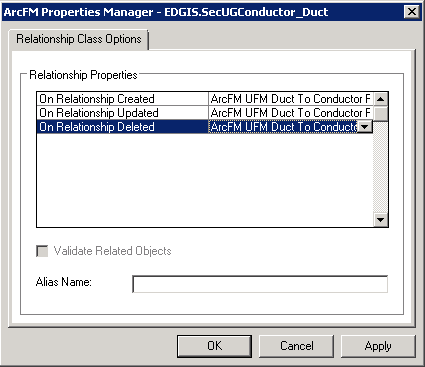 ArcFM Properties Manager - EDGIS.SecUGConductor_Duct
Relationship Class Options
Relationship Properties
On Relationship Created ArcFM UFM Duct To Conductor F
On Relationship Updated ArcFM UFM Duct To Conductor F
On Relationship Deleted ArcFM UFM Duct To Conducto
Validate Related Objects
Alias Name:
OK Cancel Apply